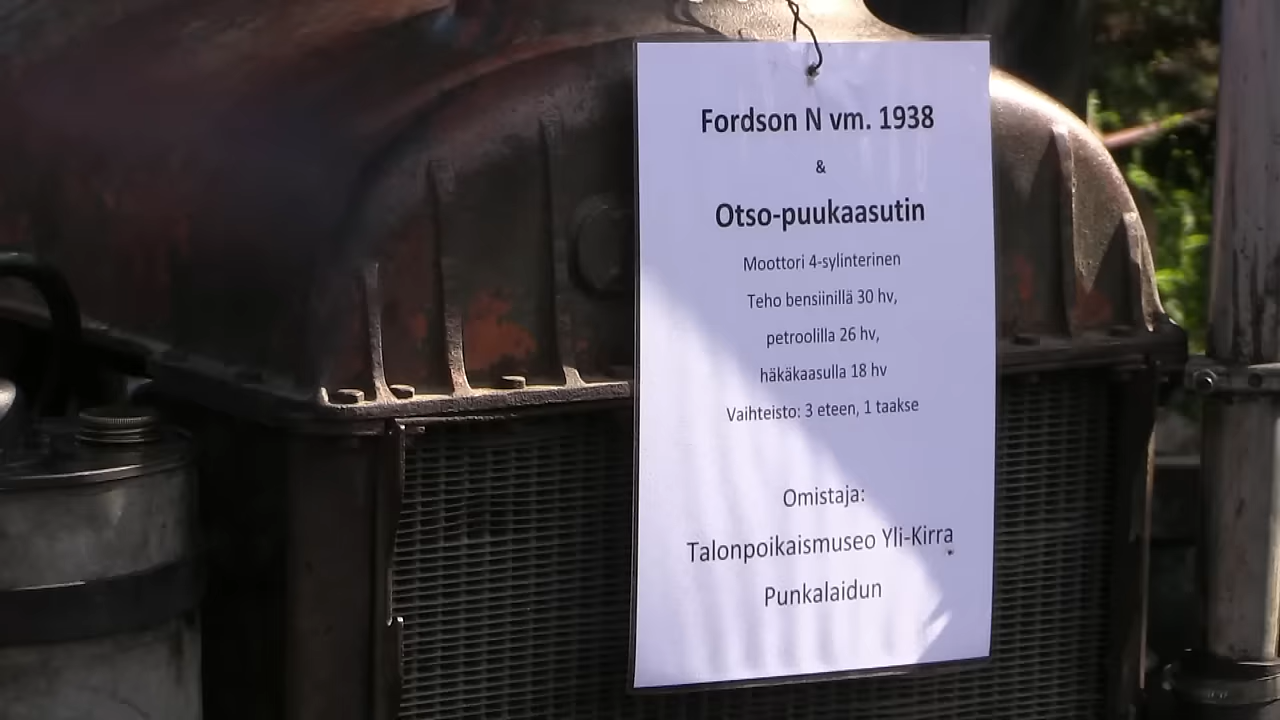 Fordson N vm. 1938
&
Otso-puukaasutin
Moottori 4-sylinterinen
Teho bensiinillä 30 hv,
petroolilla 26 hv,
häkäkaasulla 18 hv
Vaihteisto: 3 eteen, 1 taakse
Omistaja:
Talonpoikaismuseo Yli-Kirra
Punkalaidun